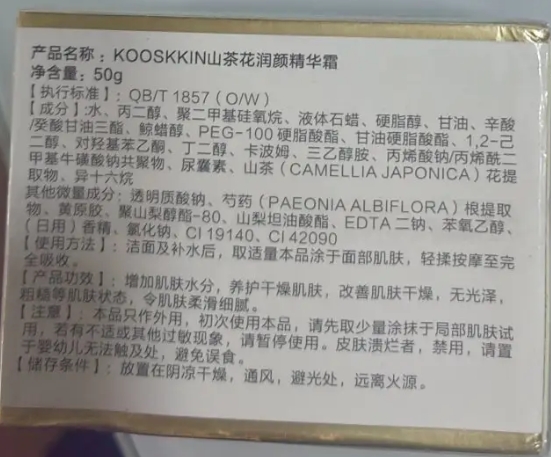 产品名称：KOOSKKIN山茶花润颜精华霜
净含量：50g
【执行标准】：QB/T 1857（O/W）
【成分】:水、丙二醇、聚二甲基硅氧烷、液体石蜡、硬脂醇、甘油、辛酸
/癸酸甘油三酯、鲸蜡醇、PEG-100硬脂酸酯、甘油硬脂酸酯、1,2-己
二醇、对羟基苯乙酮、丁二醇、卡波姆、三乙醇胺、丙烯酸钠/丙烯酰二
甲基牛磺酸钠共聚物、尿囊素、山茶（CAMELLIA JAPONICA）花提
取物、异十六烷
其他微量成分：透明质酸钠、芍药（PAEONIA ALBIFLORA）根提取
物、黄原胶、聚山梨醇酯-80、山梨坦油酸酯、EDTA 二钠、苯氧乙醇、
（日用）香精、氯化钠、CI 19140、CI 42090
【使用方法】：洁面及补水后，取适量本品涂于面部肌肤，轻揉按摩至完
全吸收。
【产品功效】：增加肌肤水分，养护干燥肌肤，改善肌肤干燥，无光泽，
粗糙等肌肤状态，令肌肤柔滑细腻。
【注意】：本品只作外用，初次使用本品，请先取少量涂抹于局部肌肤试
用，若有不适或其他过敏现象，请暂停使用。皮肤溃烂者，禁用，请置
于婴幼儿无法触及处，避免误食。
【储存条件】：放置在阴凉干燥，通风，避光处，远离火源。